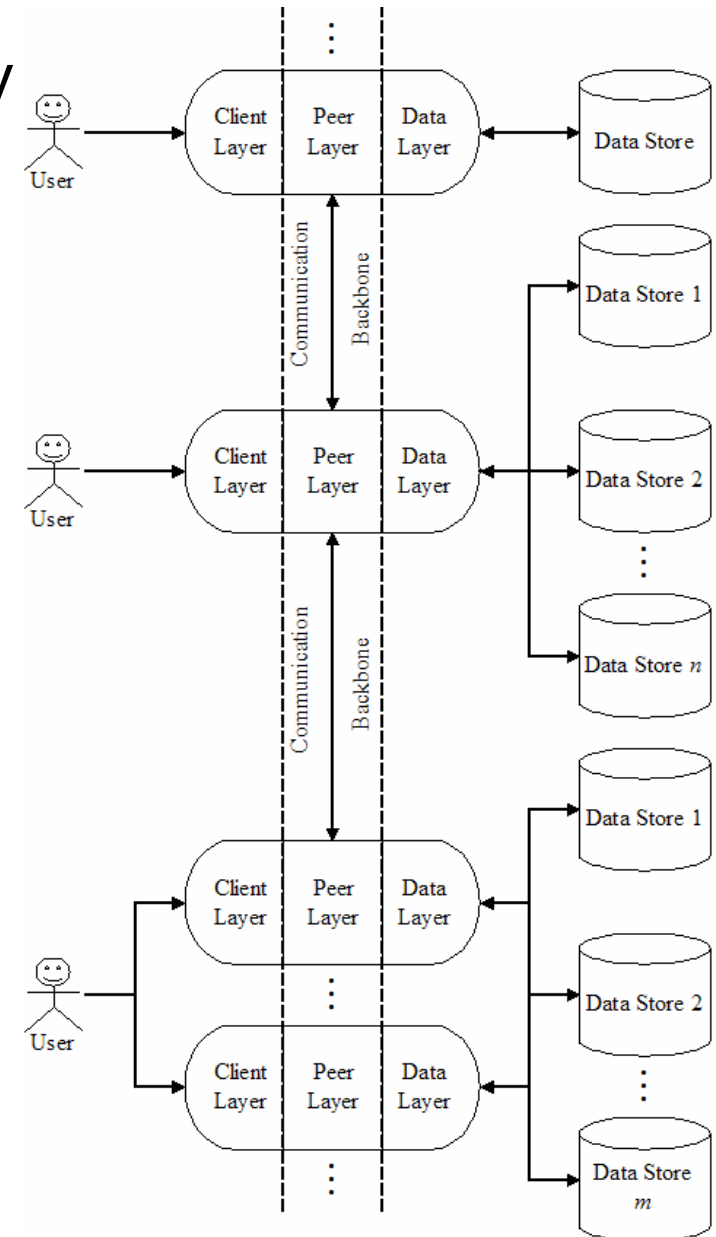 y
⋮
Client Peer Data
Layer Layer Layer
Data Store
User
Communication
Backbone
Data Store 1
Client Peer Data
Layer Layer Layer
Data Store 2
User
⋮
Communication
Backbone
Data Store n
Data Store 1
Client Peer Data
Layer Layer Layer
⋮
Data Store 2
User
Client Peer Data
Layer Layer Layer
⋮
⋮
Data Store
m